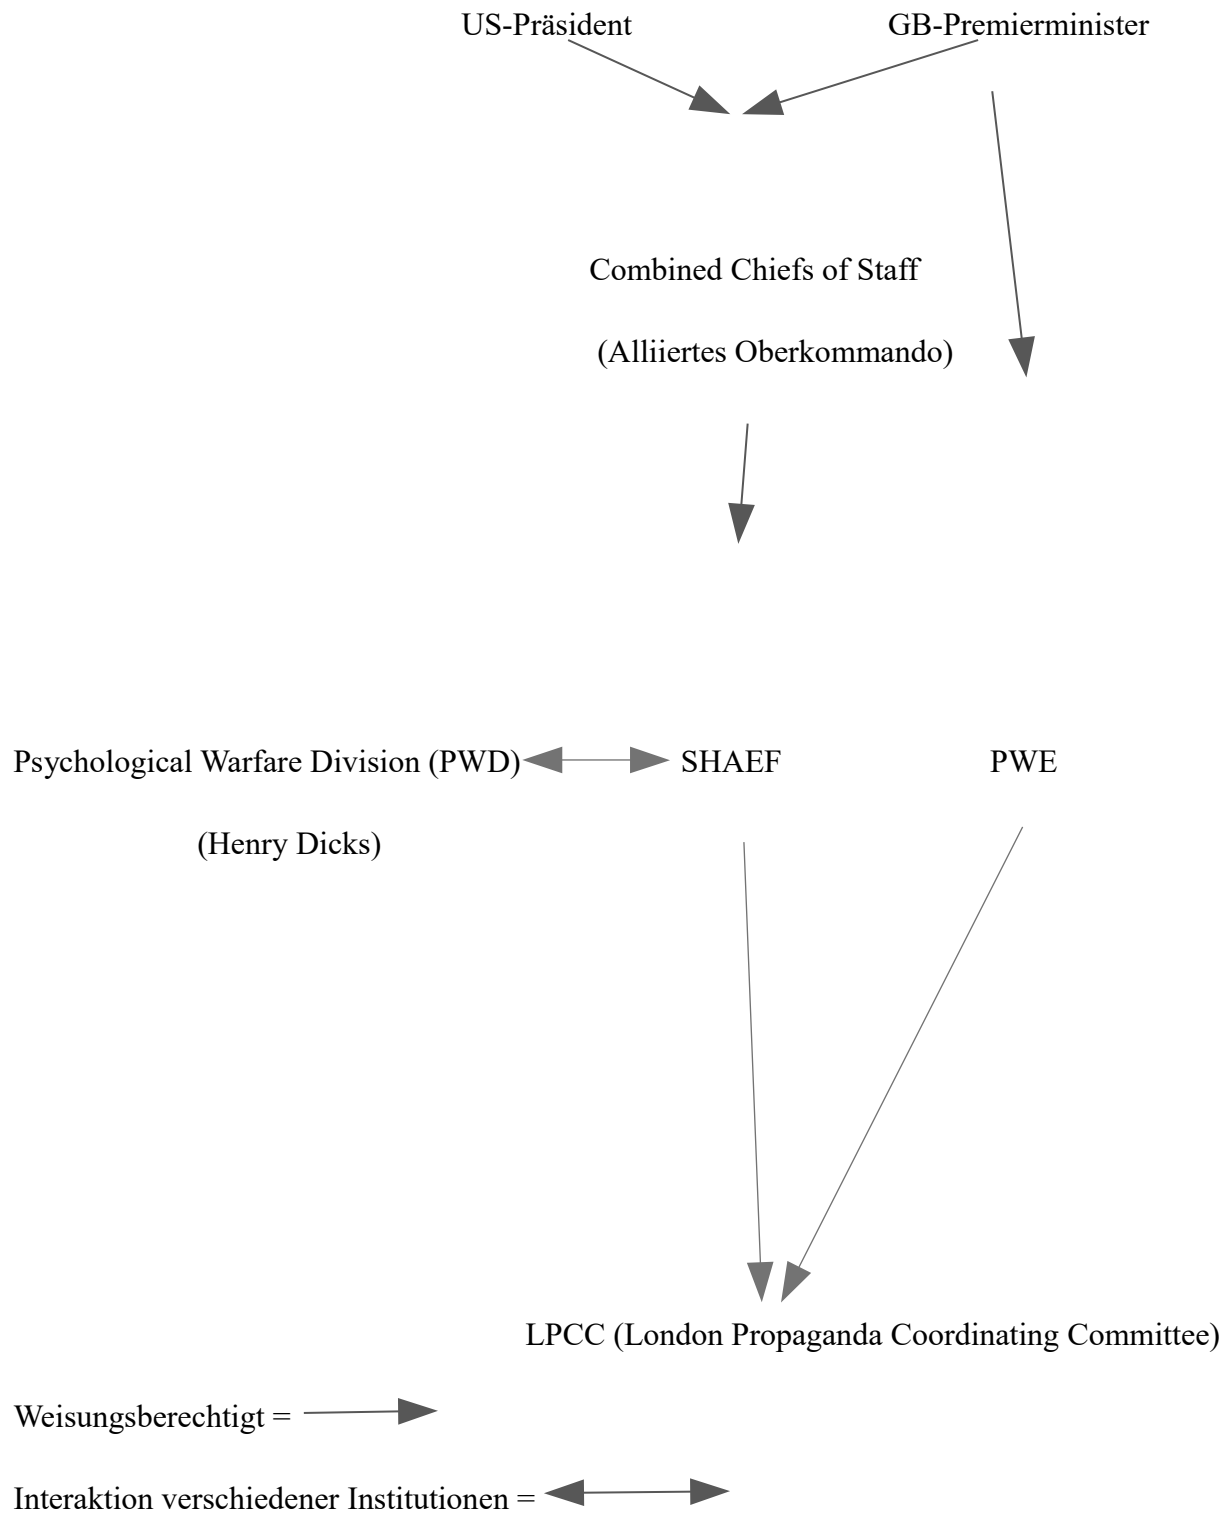 US-Präsident GB-Premierminister
Combined Chiefs of Staff
(Alliiertes Oberkommando)
Psychological Warfare Division (PWD) SHAEF PWE
(Henry Dicks)
LPCC (London Propaganda Coordinating Committee)
Weisungsberechtigt =
Interaktion verschiedener Institutionen =